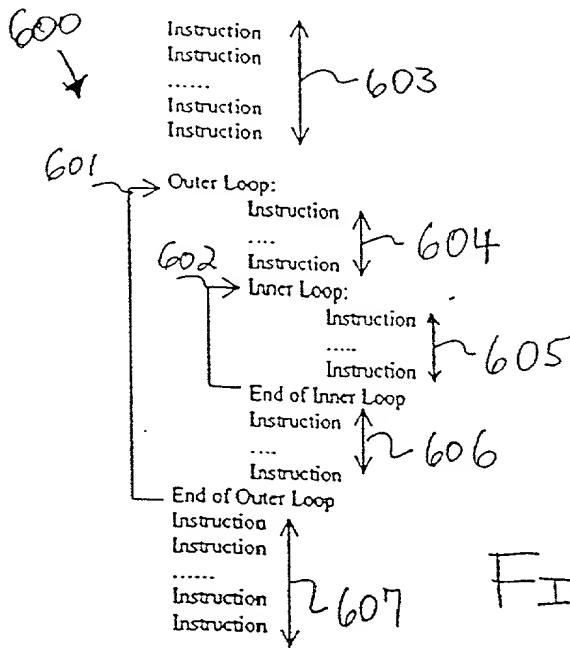 600
Instruction
Instruction
......
Instruction
Instruction
603
601
Outer Loop:
Instruction
....
Instruction
604
602
Inner Loop:
Instruction
.....
Instruction
605
End of Inner Loop
Instruction
....
Instruction
606
End of Outer Loop
Instruction
Instruction
......
Instruction
Instruction
607